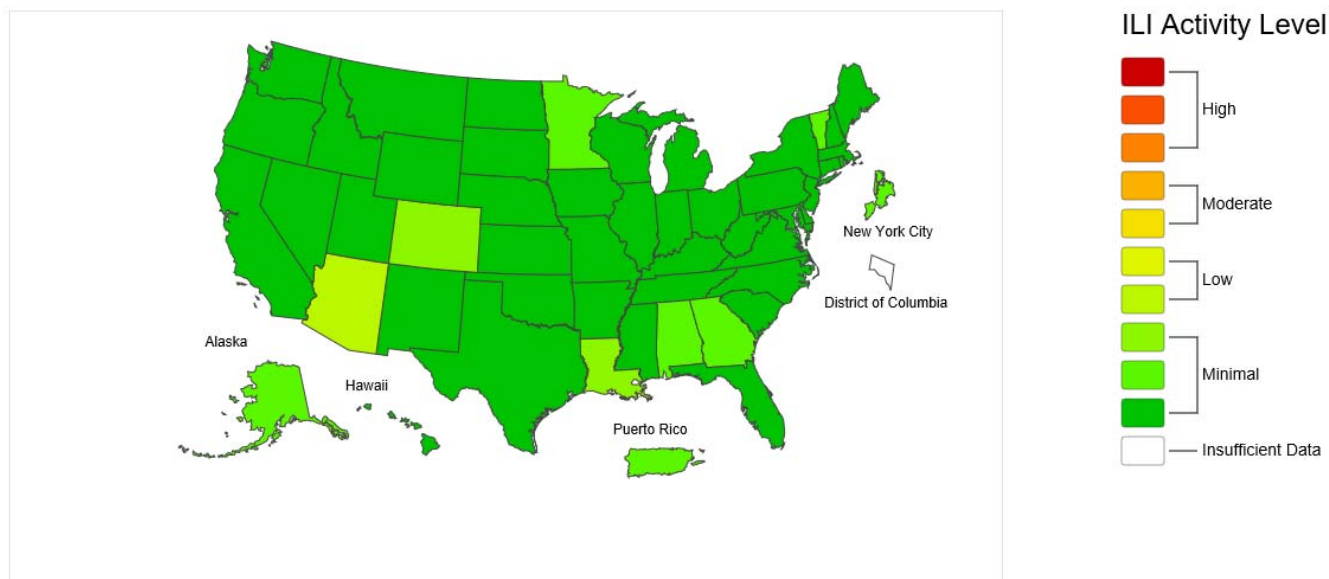 ILI Activity Level
High
Moderate
Low
Minimal
Insufficient Data
New York City
District of Columbia
Alaska
Hawaii
Puerto Rico